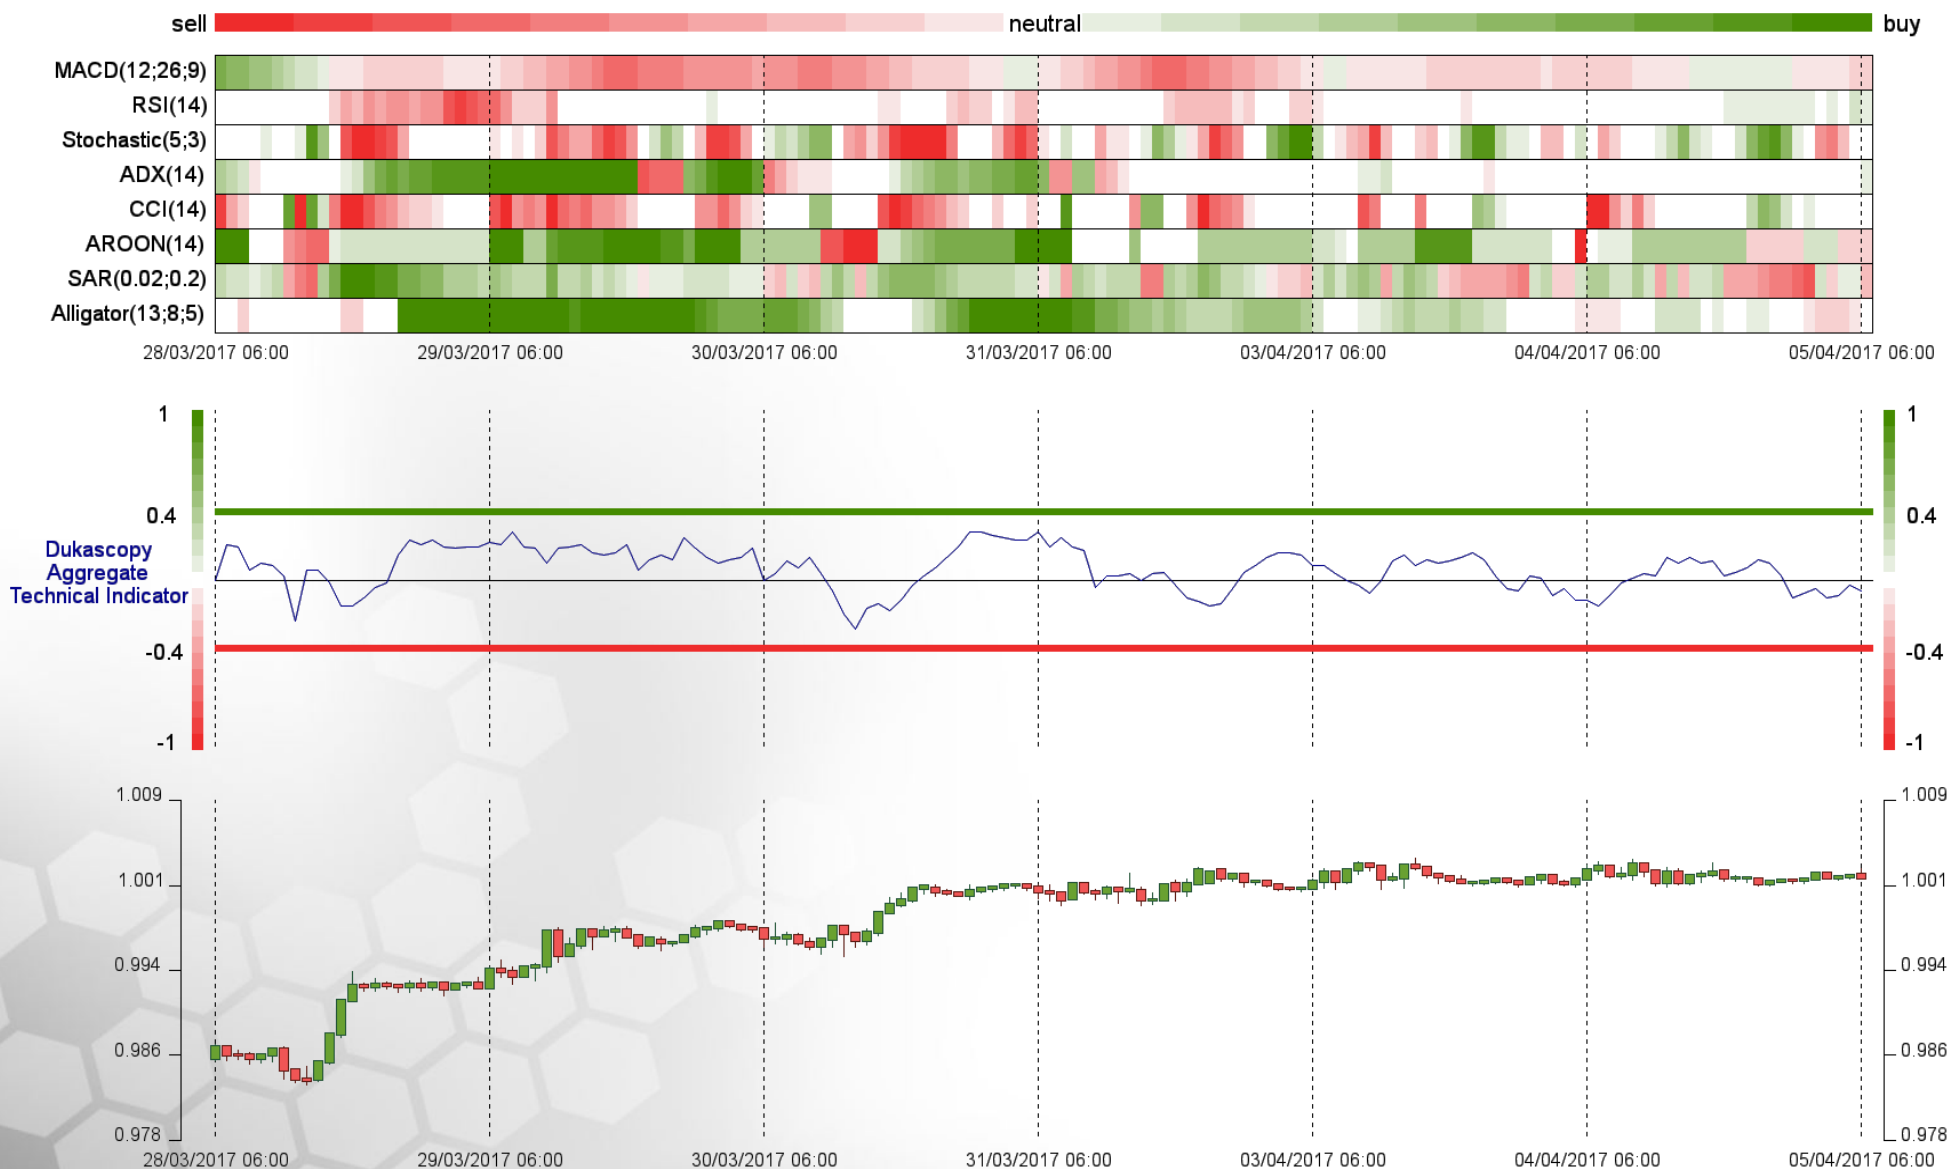 sell neutral buy
MACD(12;26;9)
RSI(14)
Stochastic(5;3)
ADX(14)
CCI(14)
AROON(14)
SAR(0.02;0.2)
Alligator(13;8;5)
28/03/2017 06:00 29/03/2017 06:00 30/03/2017 06:00 31/03/2017 06:00 03/04/2017 06:00 04/04/2017 06:00 05/04/2017 06:00
1 1
0.4 0.4
Dukascopy
Aggregate
Technical Indicator
-0.4 -0.4
-1 -1
1.009 1.009
1.001 1.001
0.994 0.994
0.986 0.986
0.978 0.978
28/03/2017 06:00 29/03/2017 06:00 30/03/2017 06:00 31/03/2017 06:00 03/04/2017 06:00 04/04/2017 06:00 05/04/2017 06:00